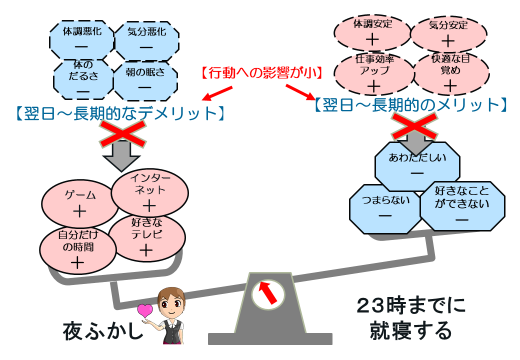 体調悪化
－
気分悪化
－
体の
だるさ
－
朝の眠さ
－
【翌日～長期的なデメリット】
【行動への影響が小】
体調安定
＋
気分安定
＋
仕事効率
アップ
＋
快適な目
覚め
＋
【翌日～長期的のメリット】
ゲーム
＋
インター
ネット
＋
自分だけ
の時間
＋
好きな
テレビ
＋
あわただしい
－
つまらない
－
好きなこと
ができない
－
夜ふかし
23時までに
就寝する